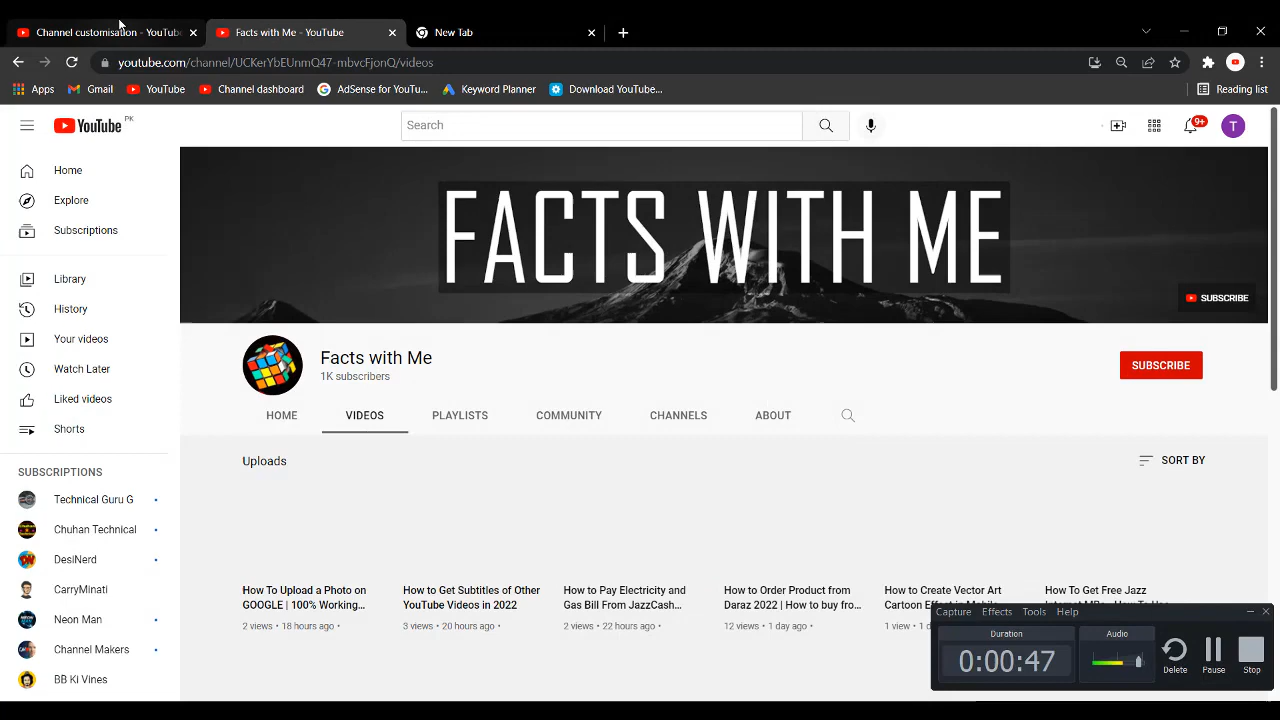 Channel customisation - YouTub
Facts with Me - YouTube
New Tab
youtube.com/channel/UCKerYbEUnmQ47-mbvcFjonQ/videos
Apps
Gmail
YouTube
Channel dashboard
AdSense for YouTu...
Keyword Planner
Download YouTube...
Reading list
YouTube PK
Search
9+
T
Home
Explore
Subscriptions
Library
History
Your videos
Watch Later
Liked videos
Shorts
SUBSCRIPTIONS
Technical Guru G
Chuhan Technical
DesiNerd
CarryMinati
Neon Man
Channel Makers
BB Ki Vines
FACTS WITH ME
SUBSCRIBE
Facts with Me
1K subscribers
SUBSCRIBE
HOME
VIDEOS
PLAYLISTS
COMMUNITY
CHANNELS
ABOUT
Uploads
SORT BY
How To Upload a Photo on
GOOGLE | 100% Working...
2 views • 18 hours ago
How to Get Subtitles of Other
YouTube Videos in 2022
3 views • 20 hours ago
How to Pay Electricity and
Gas Bill From JazzCash...
2 views • 22 hours ago
How to Order Product from
Daraz 2022 | How to buy fro...
12 views • 1 day ago
How to Create Vector Art
Cartoon Effect in Mobile
1 view • 1 d
How To Get Free Jazz
Capture
Effects
Tools
Help
Duration
0:00:47
Audio
Delete
Pause
Stop